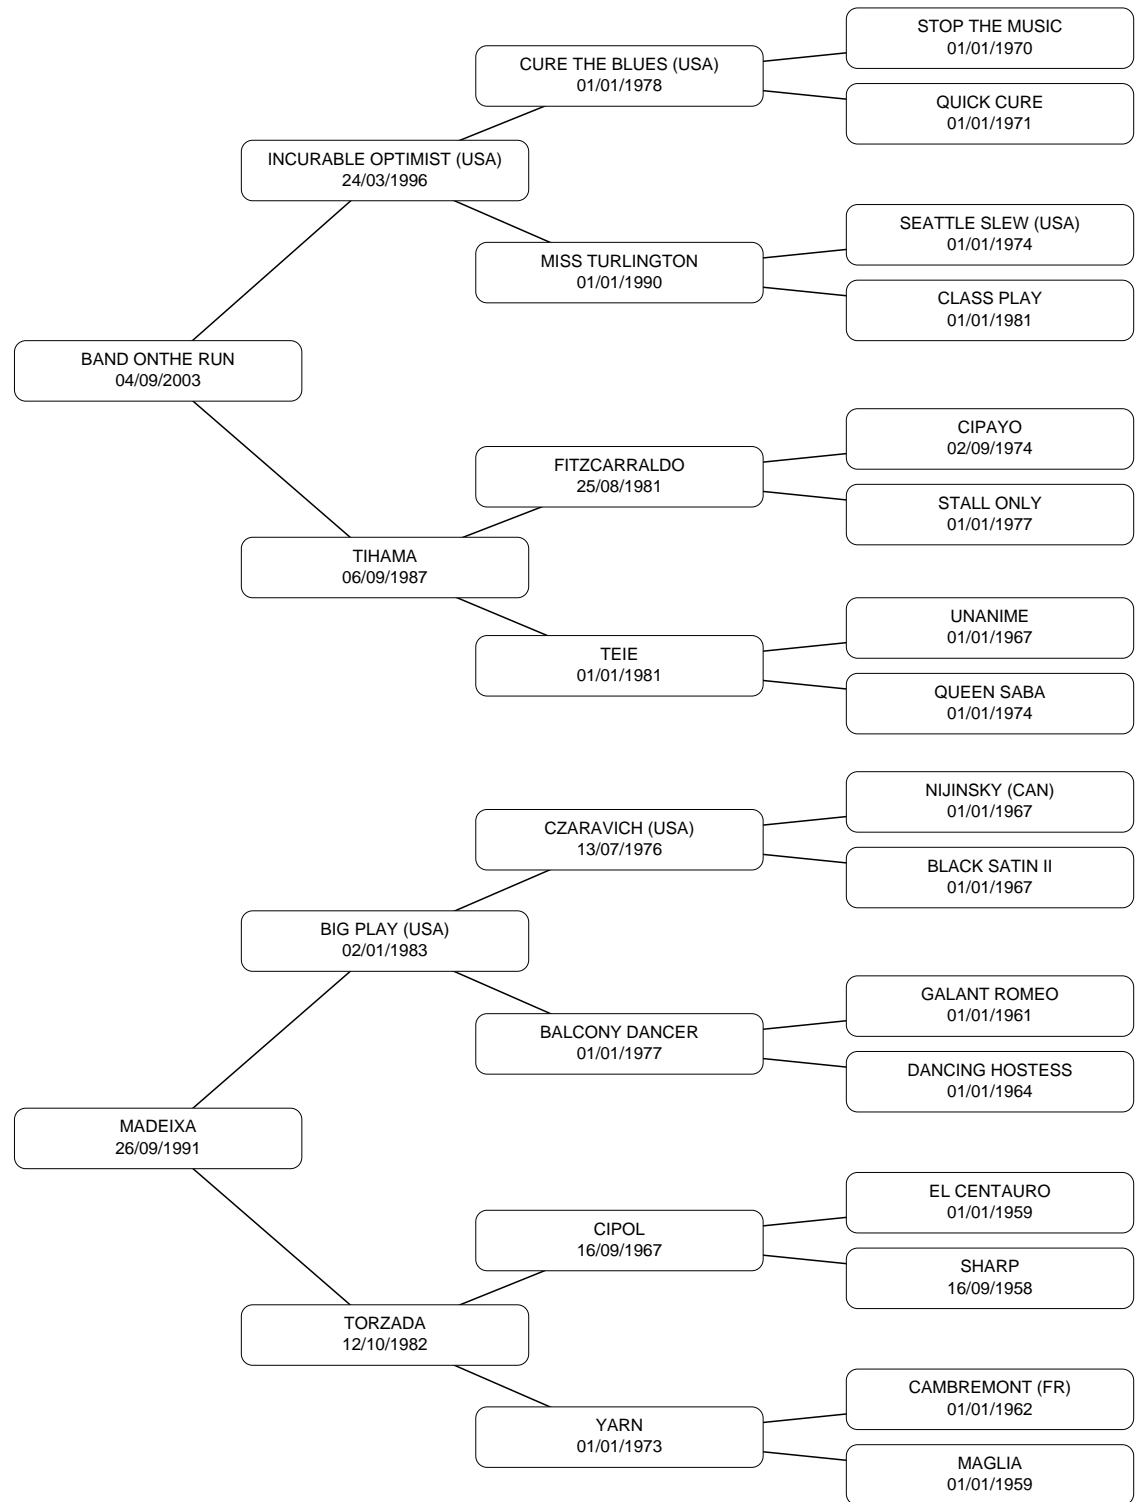 STOP THE MUSIC
01/01/1970
CURE THE BLUES (USA)
01/01/1978
QUICK CURE
01/01/1971
INCURABLE OPTIMIST (USA)
24/03/1996
SEATTLE SLEW (USA)
01/01/1974
MISS TURLINGTON
01/01/1990
CLASS PLAY
01/01/1981
BAND ONTHE RUN
04/09/2003
CIPAYO
02/09/1974
FITZCARRALDO
25/08/1981
STALL ONLY
01/01/1977
TIHAMA
06/09/1987
UNANIME
01/01/1967
TEIE
01/01/1981
QUEEN SABA
01/01/1974
NIJINSKY (CAN)
01/01/1967
CZARAVICH (USA)
13/07/1976
BLACK SATIN II
01/01/1967
BIG PLAY (USA)
02/01/1983
GALANT ROMEO
01/01/1961
BALCONY DANCER
01/01/1977
DANCING HOSTESS
01/01/1964
MADEIXA
26/09/1991
EL CENTAURO
01/01/1959
CIPOL
16/09/1967
SHARP
16/09/1958
TORZADA
12/10/1982
CAMBREMONT (FR)
01/01/1962
YARN
01/01/1973
MAGLIA
01/01/1959